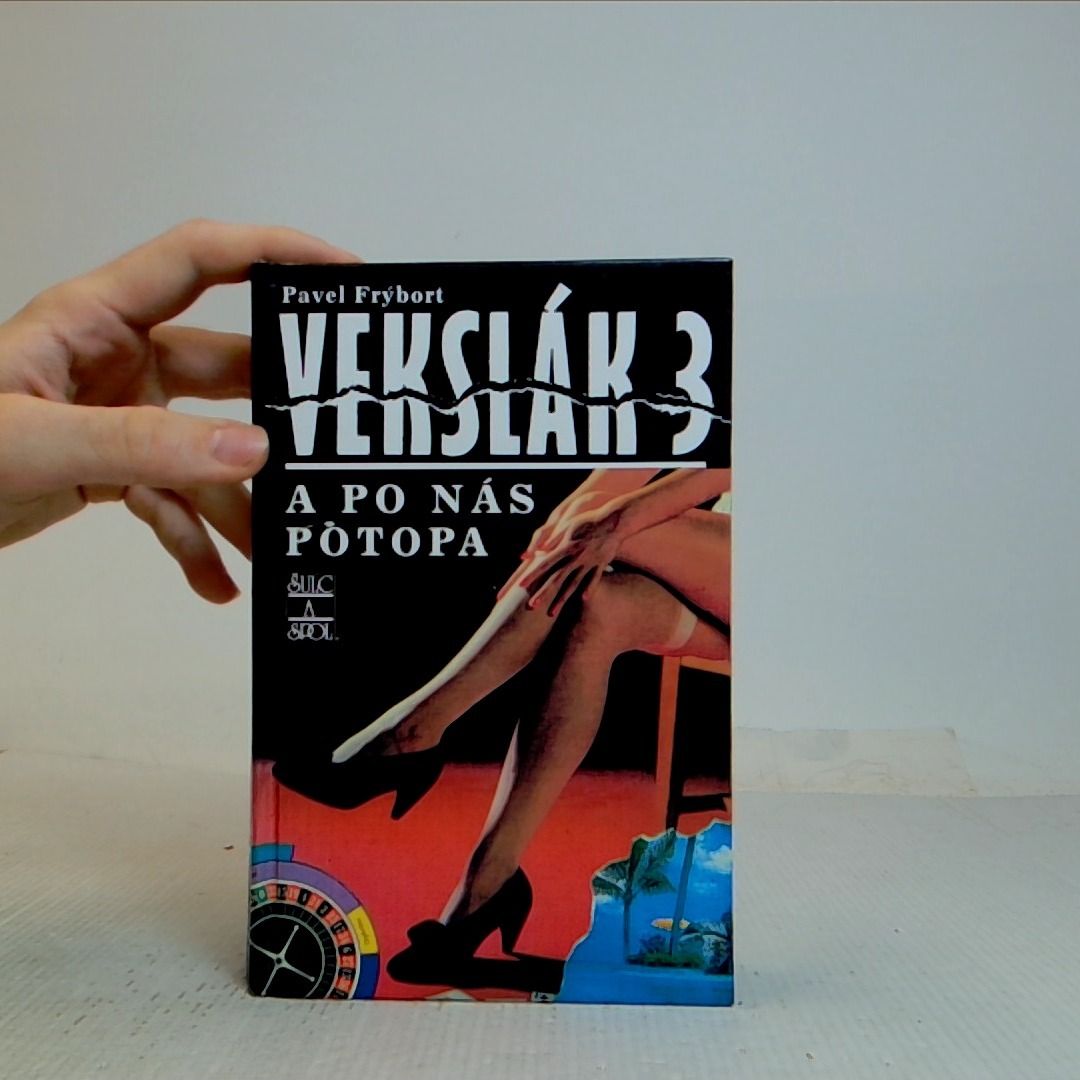 Pavel Frýbort
VEKSLÁK 3
A PO NÁS
POTOPA
ŠULC
A
SPOL